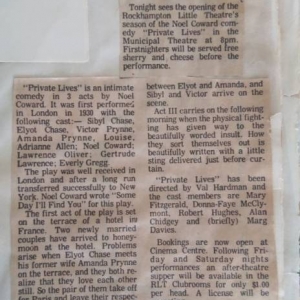 Tonight sees the opening of the
Rockhampton Little Theatre's
season of the Noel Coward com-
edy "Private Lives" in the
Municipal Theatre at 8pm.
Firstnighters will be served free
sherry and cheese before the
performance.
"Private Lives" is an intimate
comedy in 3 acts by Noel
Coward. It was first performed
in London in 1930 with the
following cast:— Sibyl Chase,
Elyot Chase, Victor Prynne,
Amanda Prynne, Louise,
Adrianne Allen; Noel Coward;
Lawrence Oliver; Gertrude
Lawrence; Everly Gregg.
The play was well received in
London and after a long run
transferred successfully to New
York. Noel Coward wrote "Some
Day I'll Find You" for this play.
The first act of the play is set
on the terrace of a hotel in
France. Two newly married
couples have arrived to honey-
moon at the hotel. Problems
arise when Elyot Chase meets
his former wife Amanda Prynne
on the terrace, and they both rea-
lize that they love each other
still. So the pair of them take off
for Paris and leave their respec-
between Elyot and Amanda, and
Sibyl and Victor arrive on
the scene.
Act III carries on the following
morning when the physical fight-
ing has given way to the
beautifully worded insult. How
they sort themselves out is
beautifully written with a little
sting delivered just before cur-
tain.
"Private Lives" has been
directed by Val Hardman and
the cast members are Mary
Fitzgerald, Donna-Faye McCly-
mont, Robert Hughes, Alan
Chidgey and (briefly) Marg
Davies.
Bookings are now open at
Cinema Centre. Following Fri-
day and Saturday nights
performances an after-theatre
supper will be available in the
RLT Clubrooms for only $1.00
per head. A license will be